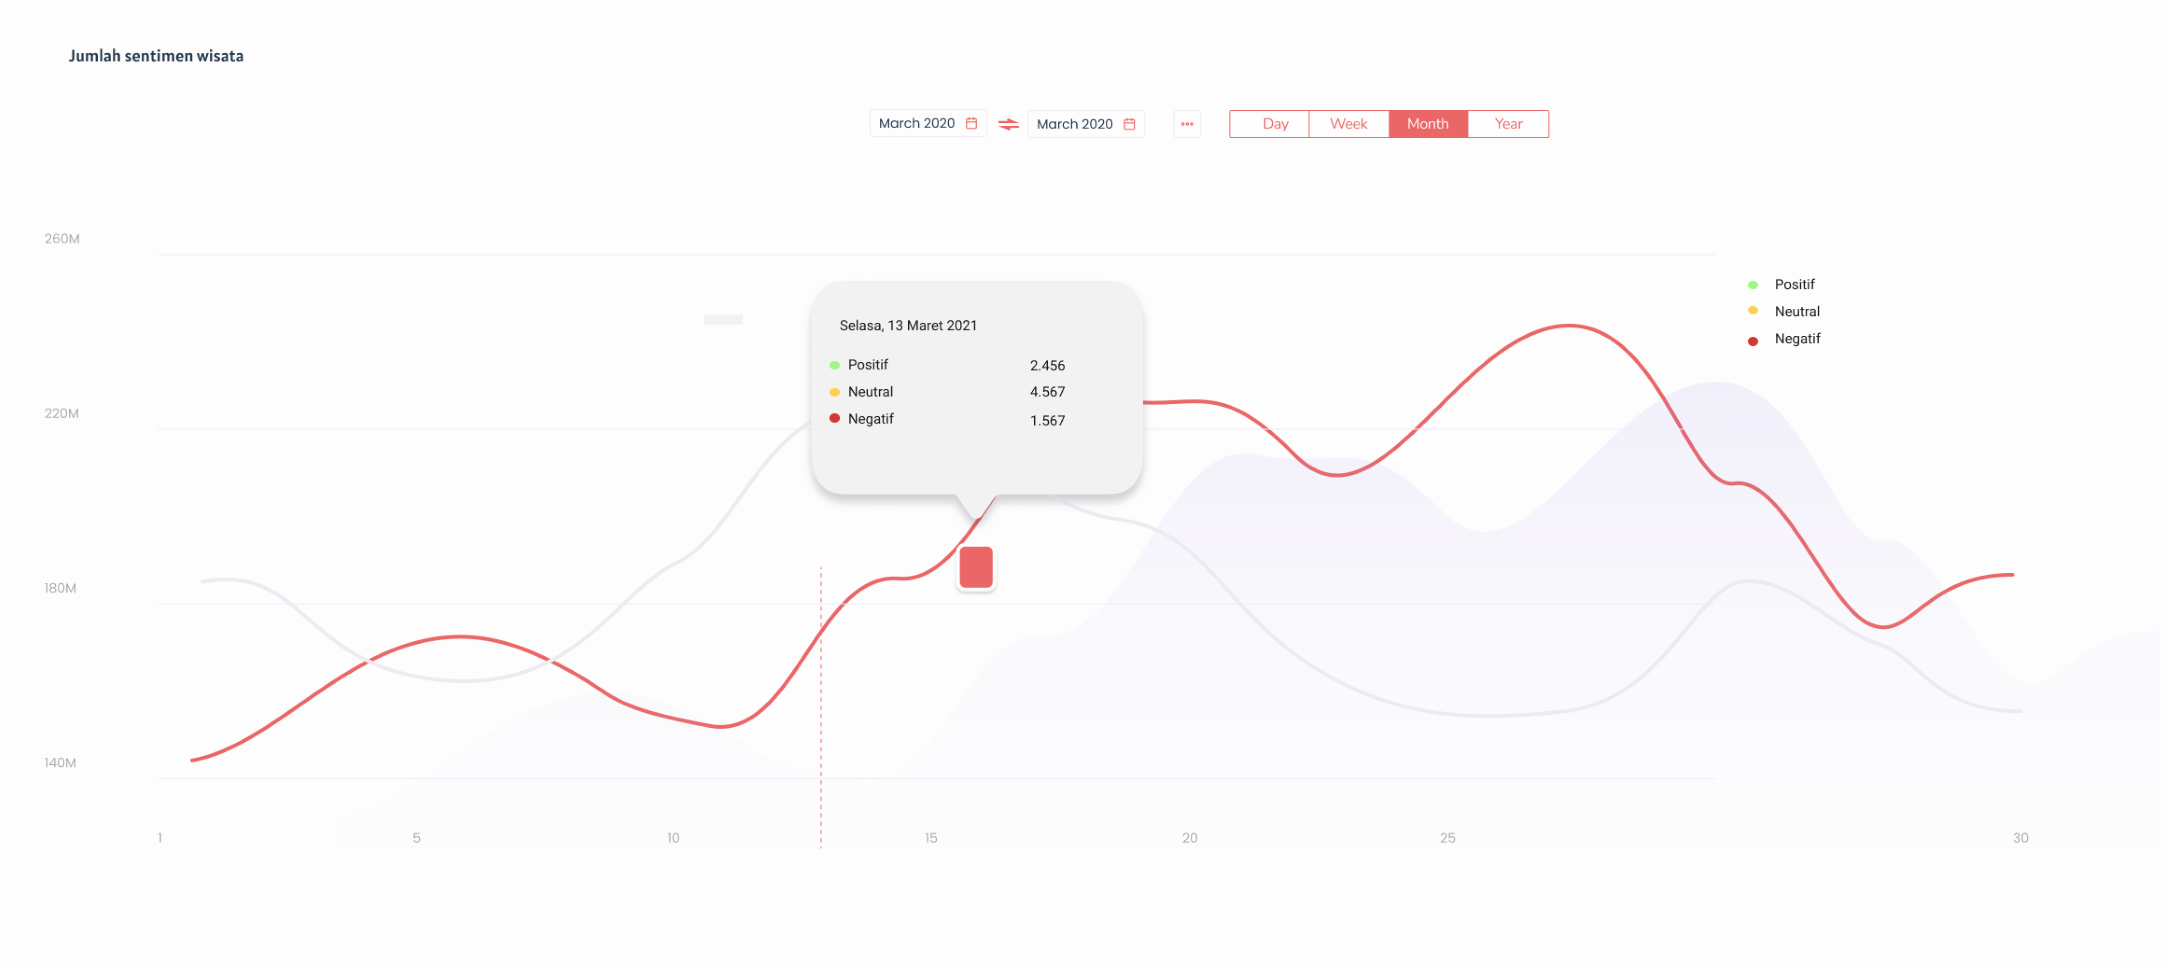 Jumlah sentimen wisata
March 2020
March 2020
Day
Week
Month
Year
260M
220M
180M
140M
Selasa, 13 Maret 2021
Positif 2.456
Neutral 4.567
Negatif 1.567
Positif
Neutral
Negatif
1 5 10 15 20 25 30